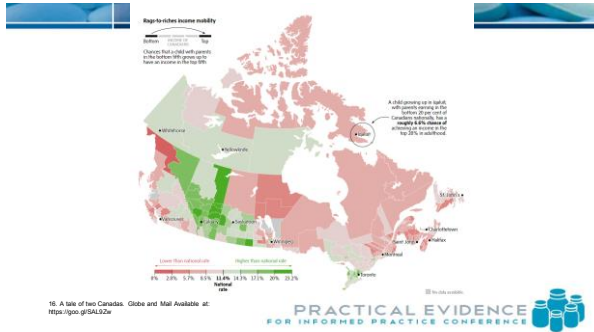 Rags-to-riches income mobility
Bottom
Top
Chances that a child with parents
in the bottom fifth grows up to
have an income in the top fifth
A child growing up in Iqaluit,
with parents earning in the
bottom 20 per cent of
Canadians nationally, has a
roughly 6.6% chance of
achieving an income in the
top 20% in adulthood.
Whitehorse
Iqaluit
Yellowknife
St. John's
Vancouver
Calgary
Saskatoon
Winnipeg
Charlottetown
Saint John
Halifax
Montreal
Toronto
Lower than national rate
Higher than national rate
0%
2.8%
5.7%
8.5%
11.4%
14.3%
17.1%
20%
23.2%
National
rate
No data available
16. A tale of two Canadas. Globe and Mail Available at:
https://goo.gl/SAL9Zw
PRACTICAL EVIDENCE
FOR INFORMED PRACTICE CONFERENCE